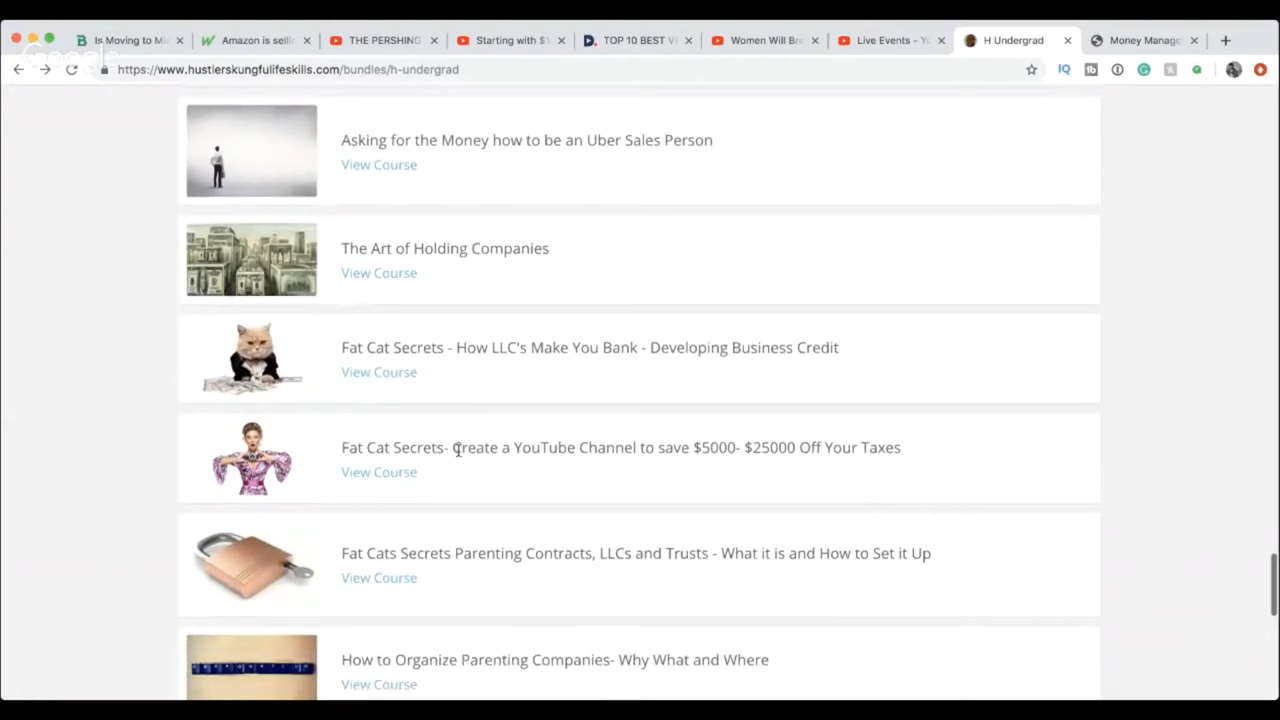 Is Moving to Mi
Amazon is sellin
THE PERSHING
Starting with $1
TOP 10 BEST V
Women Will Bre
Live Events - Yo
H Undergrad
Money Manage
Google
https://www.hustlerskungfulifeskills.com/bundles/h-undergrad
Asking for the Money how to be an Uber Sales Person
View Course
The Art of Holding Companies
View Course
Fat Cat Secrets - How LLC's Make You Bank - Developing Business Credit
View Course
Fat Cat Secrets- Create a YouTube Channel to save $5000- $25000 Off Your Taxes
View Course
Fat Cats Secrets Parenting Contracts, LLCs and Trusts - What it is and How to Set it Up
View Course
How to Organize Parenting Companies- Why What and Where
View Course